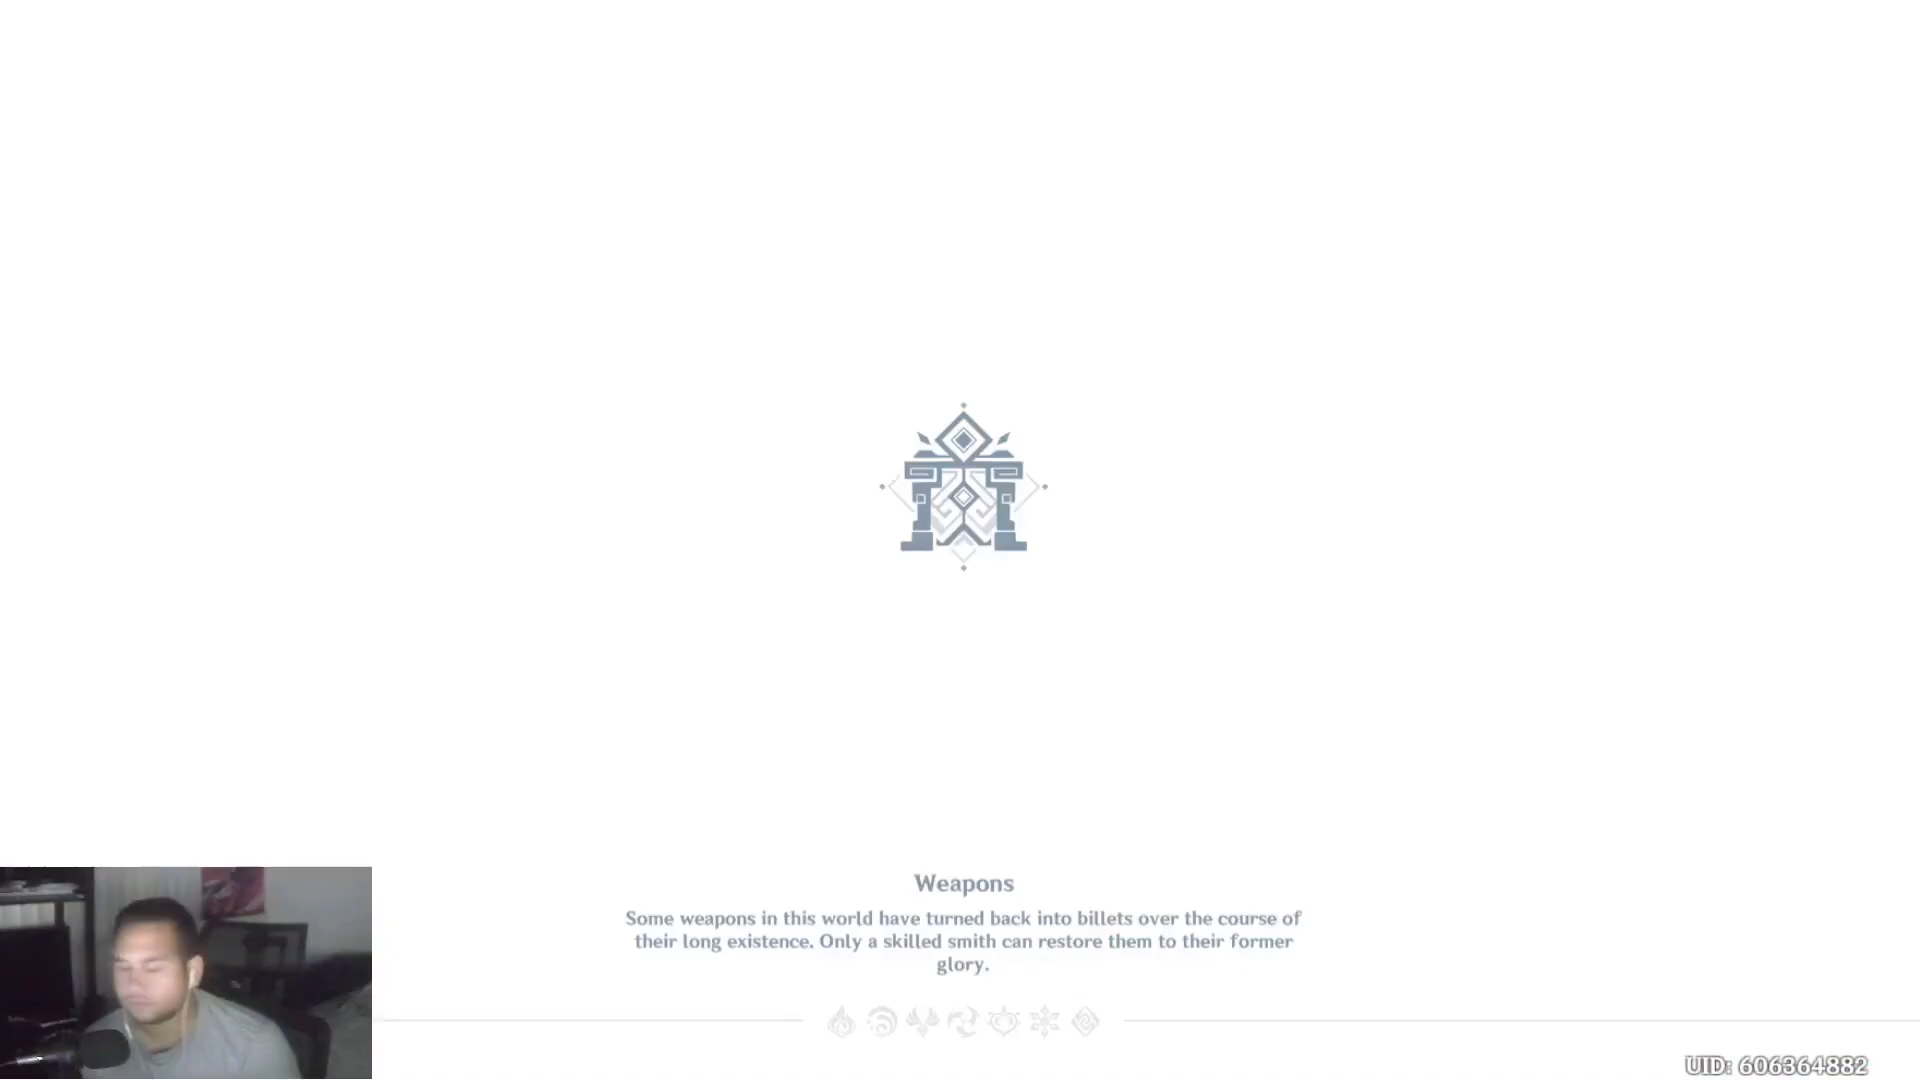 Weapons
Some weapons in this world have turned back into billets over the course of
their long existence. Only a skilled smith can restore them to their former
glory.
UID: 606364882